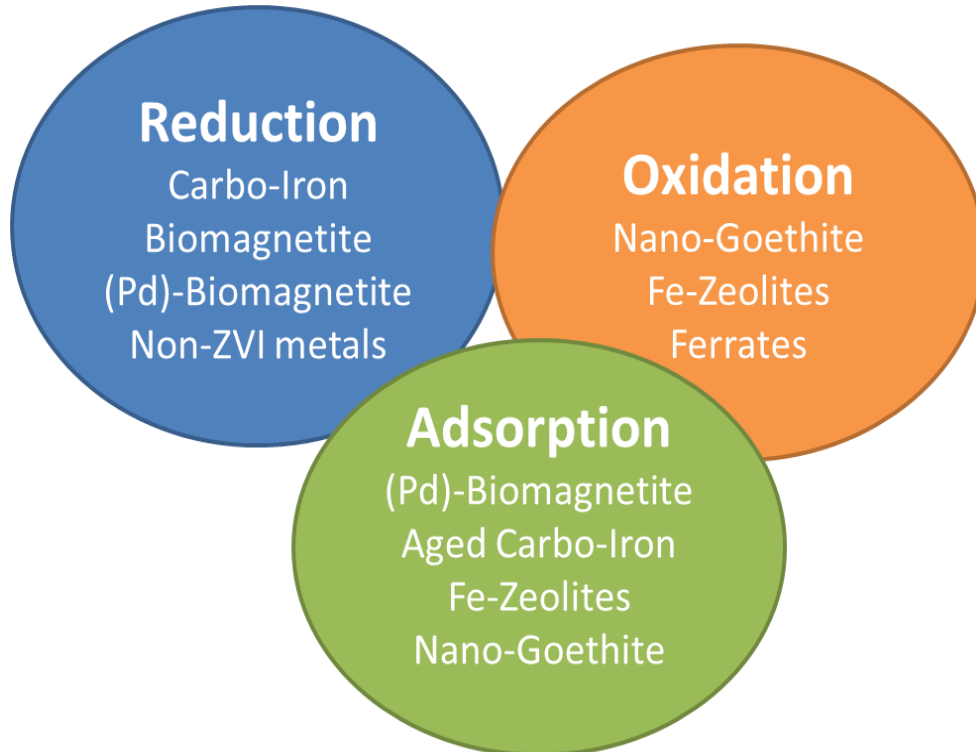 Reduction
Carbo-Iron
Biomagnetite
(Pd)-Biomagnetite
Non-ZVI metals
Oxidation
Nano-Goethite
Fe-Zeolites
Ferrates
Adsorption
(Pd)-Biomagnetite
Aged Carbo-Iron
Fe-Zeolites
Nano-Goethite